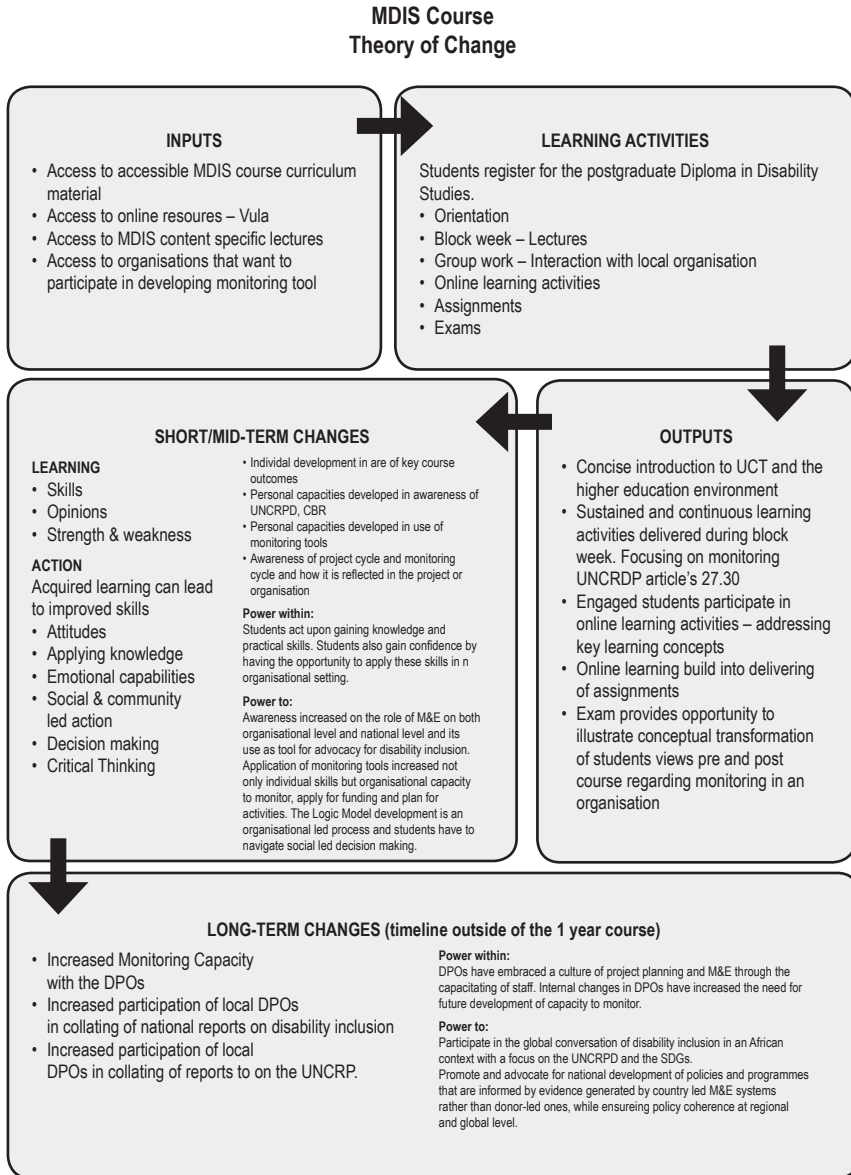 MDIS Course
Theory of Change
INPUTS
• Access to accessible MDIS course curriculum
material
• Access to online resoures – Vula
• Access to MDIS content specific lectures
• Access to organisations that want to
participate in developing monitoring tool
LEARNING ACTIVITIES
Students register for the postgraduate Diploma in Disability
Studies.
• Orientation
• Block week – Lectures
• Group work – Interaction with local organisation
• Online learning activities
• Assignments
• Exams
SHORT/MID-TERM CHANGES
LEARNING
• Skills
• Opinions
• Strength & weakness
ACTION
Acquired learning can lead
to improved skills
• Attitudes
• Applying knowledge
• Emotional capabilities
• Social & community
led action
• Decision making
• Critical Thinking
• Individal development in are of key course
outcomes
• Personal capacities developed in awareness of
UNCRPD, CBR
• Personal capacities developed in use of
monitoring tools
• Awareness of project cycle and monitoring
cycle and how it is reflected in the project or
organisation
Power within:
Students act upon gaining knowledge and
practical skills. Students also gain confidence by
having the opportunity to apply these skills in n
organisational setting.
Power to:
Awareness increased on the role of M&E on both
organisational level and national level and its
use as tool for advocacy for disability inclusion.
Application of monitoring tools increased not
only individual skills but organisational capacity
to monitor, apply for funding and plan for
activities. The Logic Model development is an
organisational led process and students have to
navigate social led decision making.
OUTPUTS
• Concise introduction to UCT and the
higher education environment
• Sustained and continuous learning
activities delivered during block
week. Focusing on monitoring
UNCRDP article's 27.30
• Engaged students participate in
online learning activities – addressing
key learning concepts
• Online learning build into delivering
of assignments
• Exam provides opportunity to
illustrate conceptual transformation
of students views pre and post
course regarding monitoring in an
organisation
LONG-TERM CHANGES (timeline outside of the 1 year course)
• Increased Monitoring Capacity
with the DPOs
• Increased participation of local DPOs
in collating of national reports on disability inclusion
• Increased participation of local
DPOs in collating of reports to on the UNCRP.
Power within:
DPOs have embraced a culture of project planning and M&E through the
capacitating of staff. Internal changes in DPOs have increased the need for
future development of capacity to monitor.
Power to:
Participate in the global conversation of disability inclusion in an African
context with a focus on the UNCRPD and the SDGs.
Promote and advocate for national development of policies and programmes
that are informed by evidence generated by country led M&E systems
rather than donor-led ones, while ensureing policy coherence at regional
and global level.